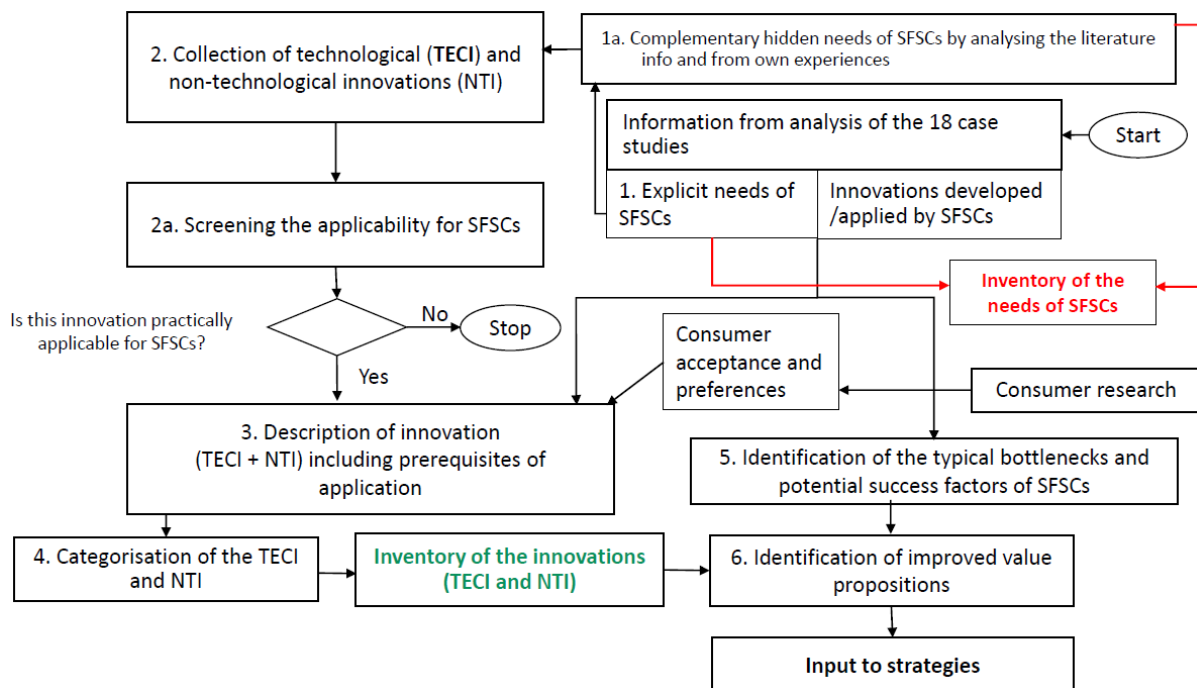 2. Collection of technological (TECI) and
non-technological innovations (NTI)
1a. Complementary hidden needs of SFSCs by analysing the literature
info and from own experiences
Information from analysis of the 18 case
studies
Start
1. Explicit needs of
SFSCs
Innovations developed
/applied by SFSCs
2a. Screening the applicability for SFSCs
Inventory of the
needs of SFSCs
Is this innovation practically
applicable for SFSCs?
No
Stop
Yes
Consumer
acceptance and
preferences
Consumer research
3. Description of innovation
(TECI + NTI) including prerequisites of
application
5. Identification of the typical bottlenecks and
potential success factors of SFSCs
4. Categorisation of the TECI
and NTI
Inventory of the innovations
(TECI and NTI)
6. Identification of improved value
propositions
Input to strategies